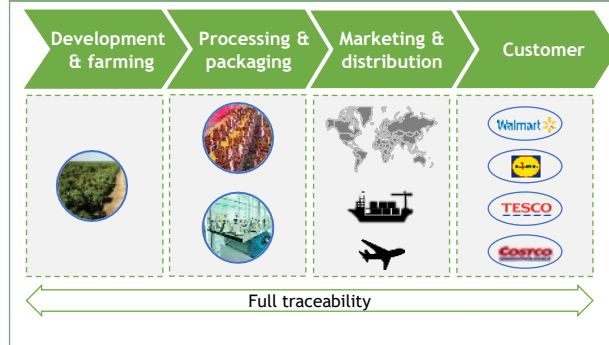 Development
& farming
Processing &
packaging
Marketing &
distribution
Customer
Walmart
TESCO
COSTCO
Full traceability